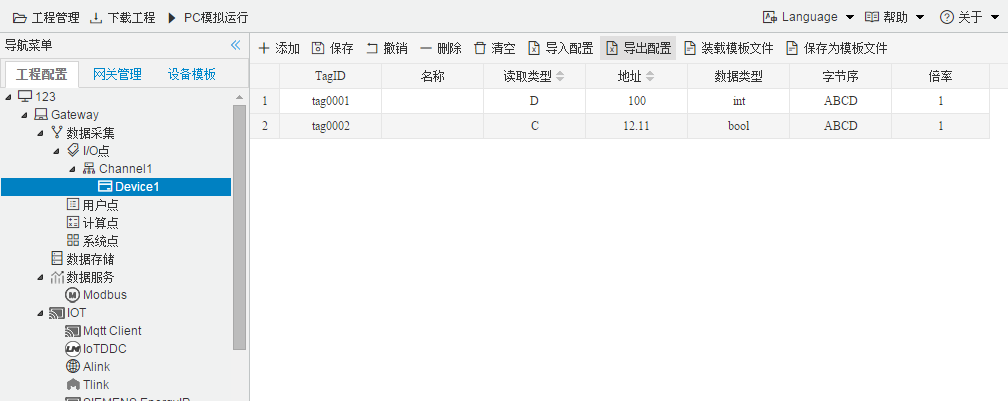 工程管理 下载工程 PC模拟运行 Language 帮助 关于
导航菜单
工程配置 网关管理 设备模板
123
Gateway
数据采集
I/O点
Channel1
Device1
用户点
计算点
系统点
数据存储
数据服务
Modbus
IOT
Mqtt Client
IoTDDC
Alink
Tlink
SIEMENS EnergyIP
添加 保存 撤销 删除 清空 导入配置 导出配置 装载模板文件 保存为模板文件
TagID 名称 读取类型 地址 数据类型 字节序 倍率
1 tag0001 D 100 int ABCD 1
2 tag0002 C 12.11 bool ABCD 1